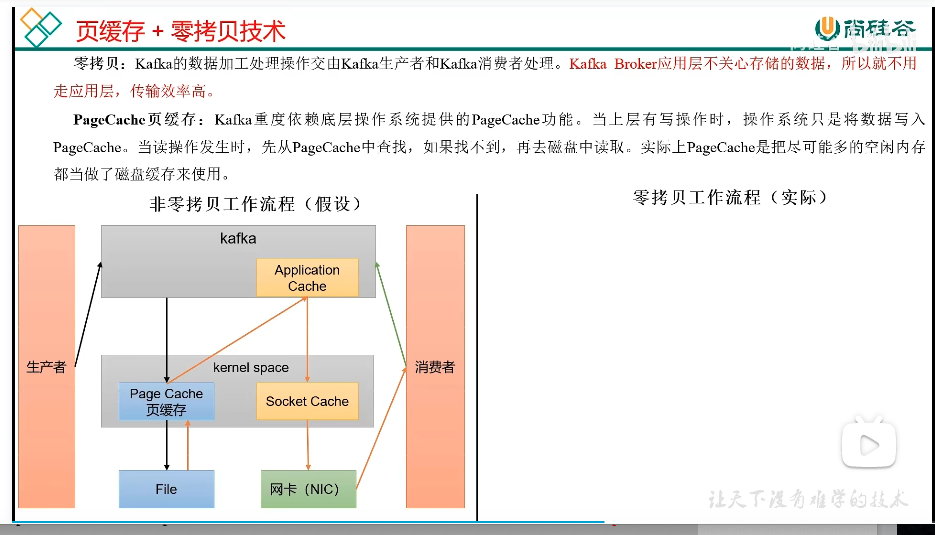 页缓存 + 零拷贝技术
尚硅谷
零拷贝：Kafka的数据加工处理操作交由Kafka生产者和Kafka消费者处理。Kafka Broker应用层不关心存储的数据，所以就不用
走应用层，传输效率高。
PageCache页缓存：Kafka重度依赖底层操作系统提供的PageCache功能。当上层有写操作时，操作系统只是将数据写入
PageCache。当读操作发生时，先从PageCache中查找，如果找不到，再去磁盘中读取。实际上PageCache是把尽可能多的空闲内存
都当做了磁盘缓存来使用。
非零拷贝工作流程（假设）
零拷贝工作流程（实际）
kafka
Application
Cache
生产者
kernel space
消费者
Page Cache
页缓存
Socket Cache
File
网卡（NIC）
让天下没有难学的技术